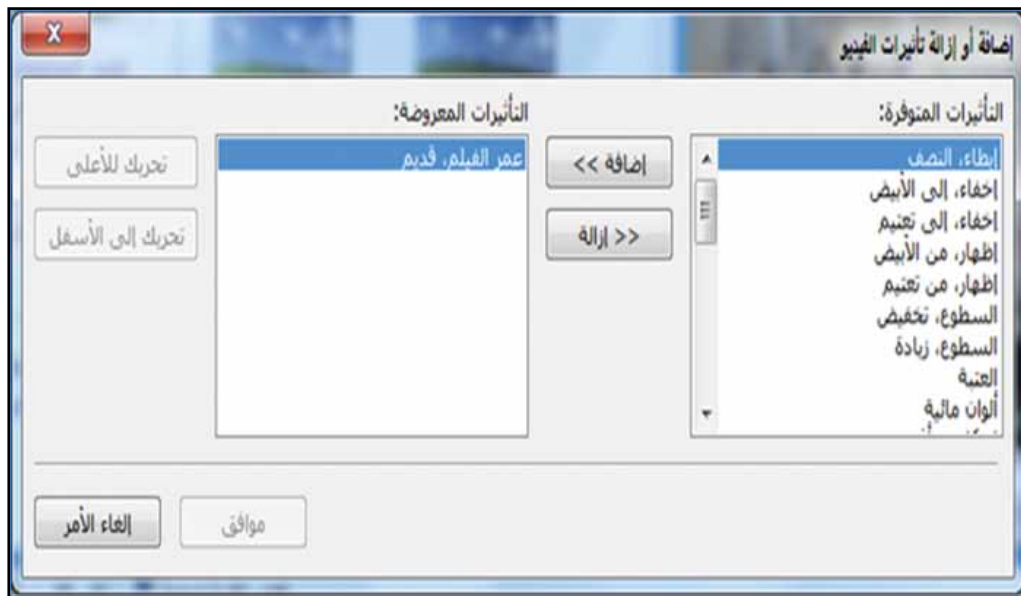 إضافة أو إزالة تأثيرات الفيديو
التأثيرات المتوفرة:
إبطاء، النصف
إخفاء، إلى الأبيض
إخفاء، إلى تعتيم
إظهار، من الأبيض
إظهار، من تعتيم
السطوع، تخفيض
السطوع، زيادة
العتبة
ألوان مائية
إضافة >>
<< إزالة
التأثيرات المعروضة:
عمر الفيلم، قديم
تحريك للأعلى
تحريك إلى الأسفل
موافق
إلغاء الأمر